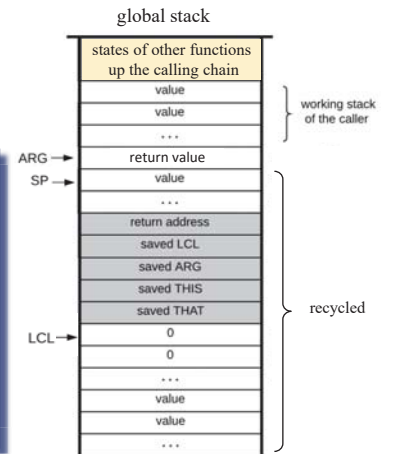 global stack
states of other functions
up the calling chain
value
value
...
working stack
of the caller
ARG
return value
SP
value
...
return address
saved LCL
saved ARG
saved THIS
saved THAT
recycled
LCL
0
0
...
value
value
...